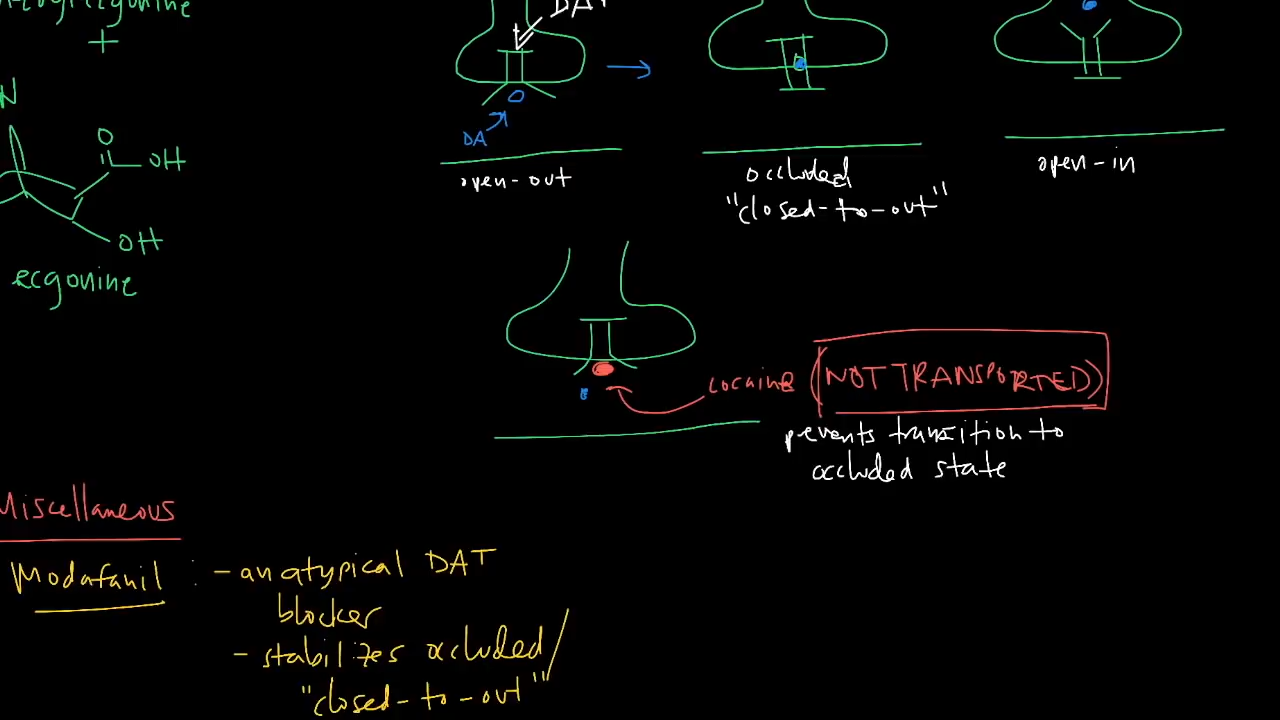 +
DAT
N
O
OH
OH
ecgonine
DA
open-out
occluded
"closed-to-out"
open-in
cocaine (NOT TRANSPORTED)
prevents transition to
occluded state
Miscellaneous
Modafanil : - an atypical DAT
blocker
- stabilizes occluded/
"closed-to-out"